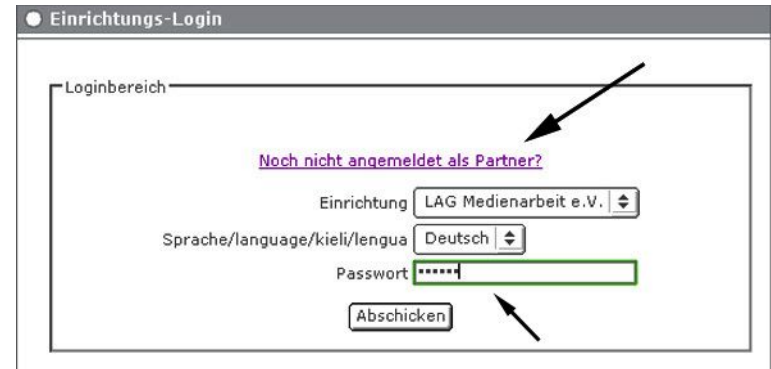 Einrichtungs-Login
Loginbereich
Noch nicht angemeldet als Partner?
Einrichtung LAG Medienarbeit e.V.
Sprache/language/kieli/lengua Deutsch
Passwort ••••••
Abschicken